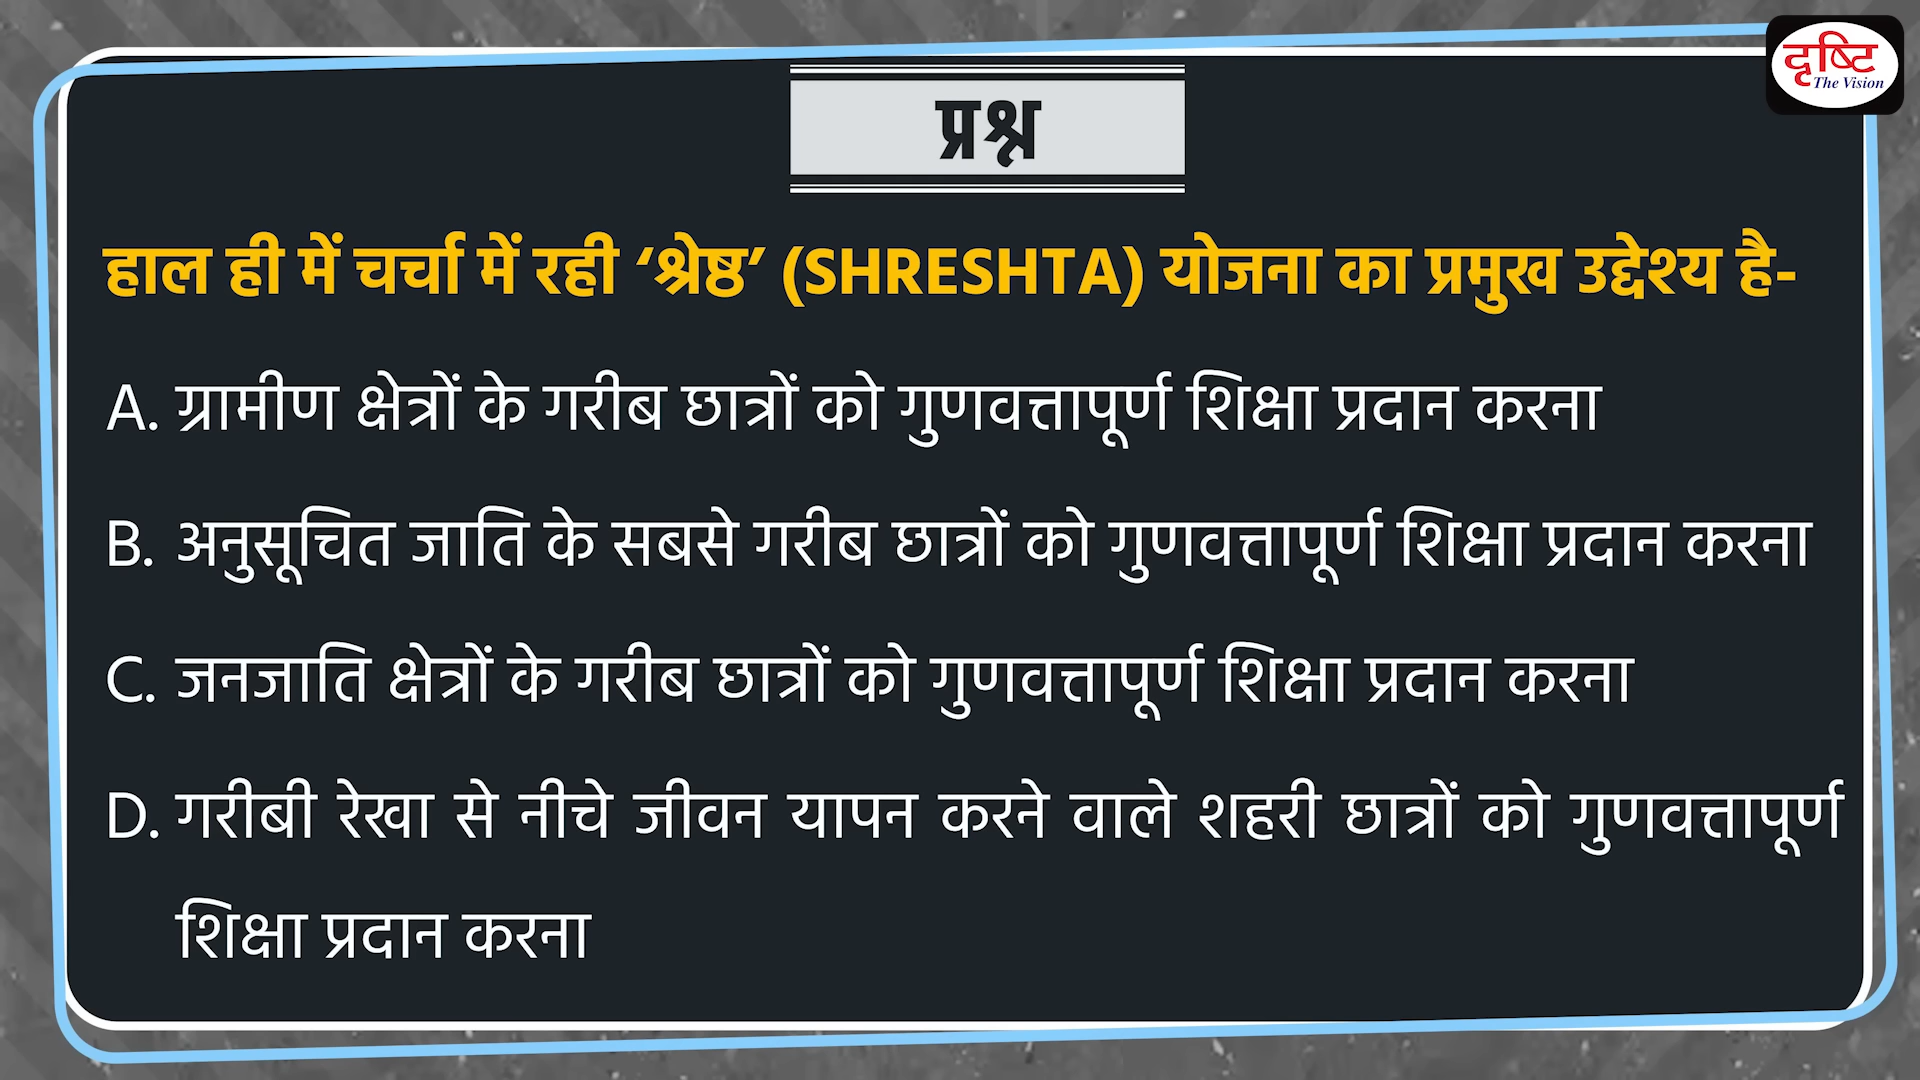 दृष्टि
The Vision
प्रश्न
हाल ही में चर्चा में रही ‘श्रेष्ठ’ (SHRESHTA) योजना का प्रमुख उद्देश्य है-
A. ग्रामीण क्षेत्रों के गरीब छात्रों को गुणवत्तापूर्ण शिक्षा प्रदान करना
B. अनुसूचित जाति के सबसे गरीब छात्रों को गुणवत्तापूर्ण शिक्षा प्रदान करना
C. जनजाति क्षेत्रों के गरीब छात्रों को गुणवत्तापूर्ण शिक्षा प्रदान करना
D. गरीबी रेखा से नीचे जीवन यापन करने वाले शहरी छात्रों को गुणवत्तापूर्ण
शिक्षा प्रदान करना